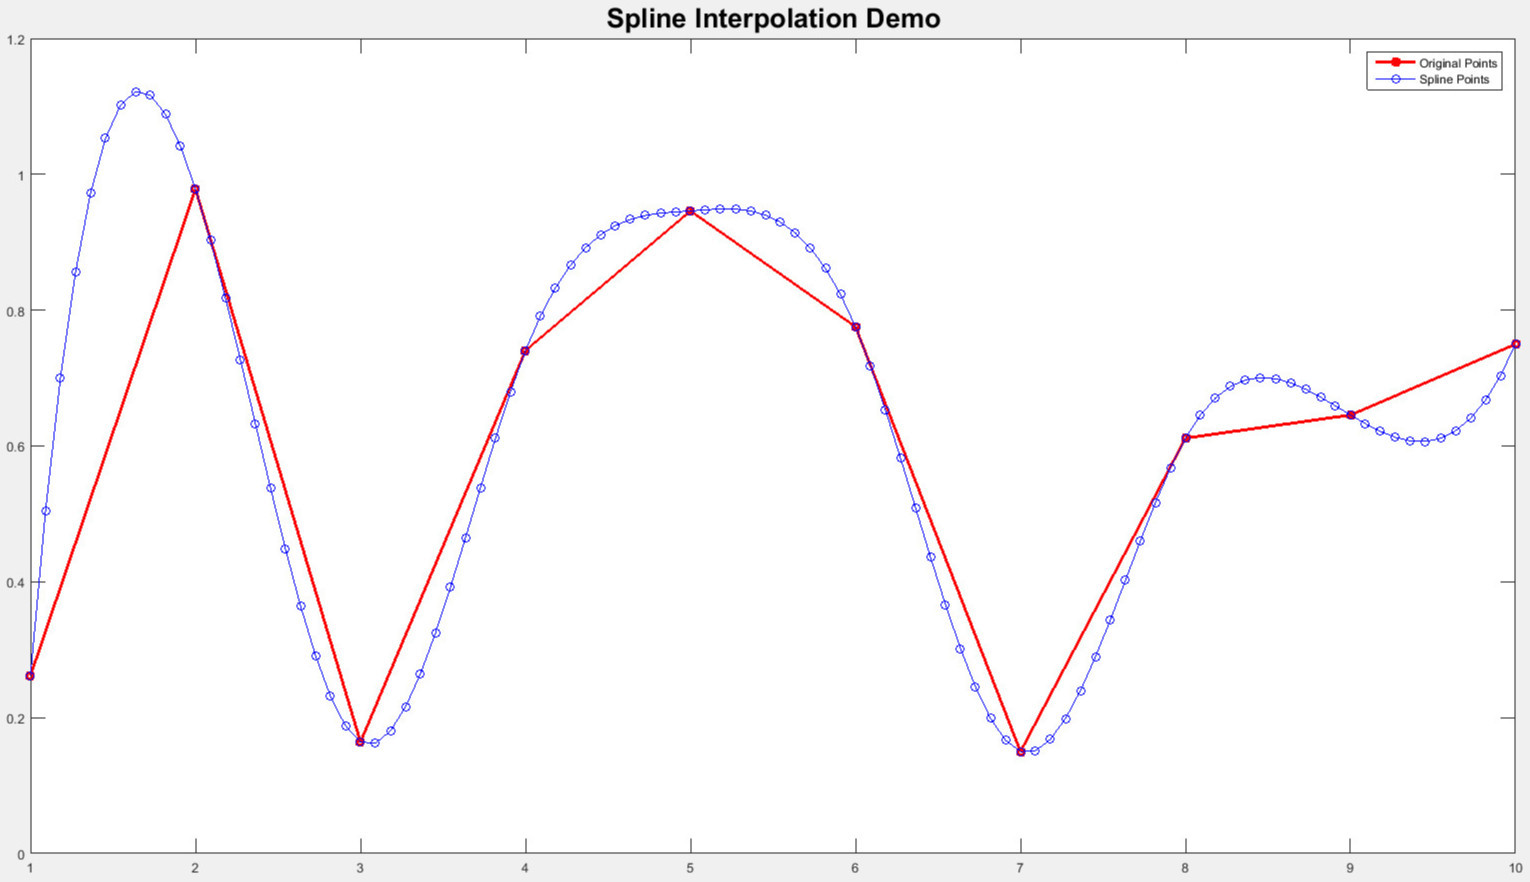 Spline Interpolation Demo
1.2
Original Points
Spline Points
1
0.8
0.6
0.4
0.2
0
1 2 3 4 5 6 7 8 9 10